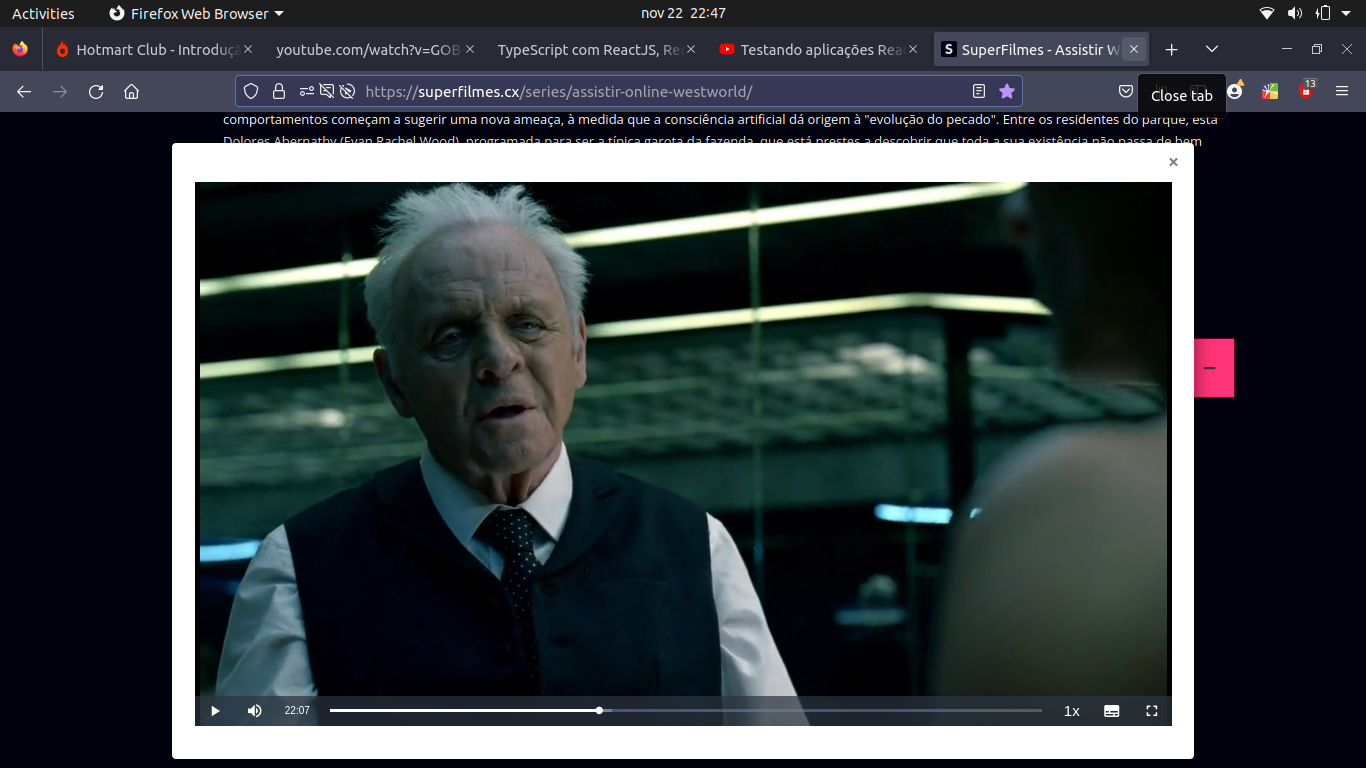 Activities
Firefox Web Browser
nov 22 22:47
Hotmart Club - Introduçã
youtube.com/watch?v=GOB
TypeScript com ReactJS, Re
Testando aplicações Rea
S
SuperFilmes - Assistir W
https://superfilmes.cx/series/assistir-online-westworld/
13
Close tab
comportamentos começam a sugerir uma nova ameaça, à medida que a consciência artificial dá origem à "evolução do pecado". Entre os residentes do parque, está
Dolores Abernathy (Evan Rachel Wood), programada para ser a típica garota da fazenda, que está prestes a descobrir que toda a sua existência não passa de bem
22:07
1x